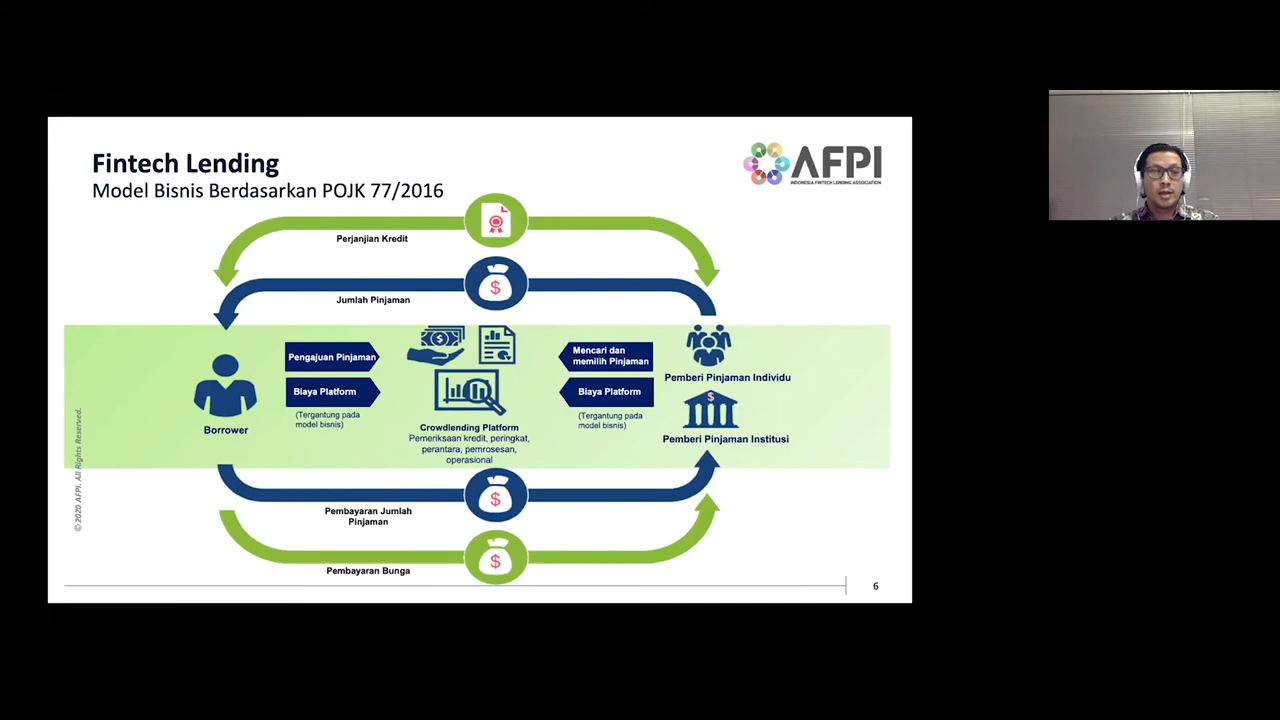 Fintech Lending
Model Bisnis Berdasarkan POJK 77/2016
AFPI
INDONESIA FINTECH LENDING ASSOCIATION
Perjanjian Kredit
Jumlah Pinjaman
Pengajuan Pinjaman
Biaya Platform
(Tergantung pada
model bisnis)
Borrower
Crowdlending Platform
Pemeriksaan kredit, peringkat,
perantara, pemrosesan,
operasional
Mencari dan
memilih Pinjaman
Biaya Platform
(Tergantung pada
model bisnis)
Pemberi Pinjaman Individu
Pemberi Pinjaman Institusi
Pembayaran Jumlah
Pinjaman
Pembayaran Bunga
© 2020 AFPI. All Rights Reserved.
6